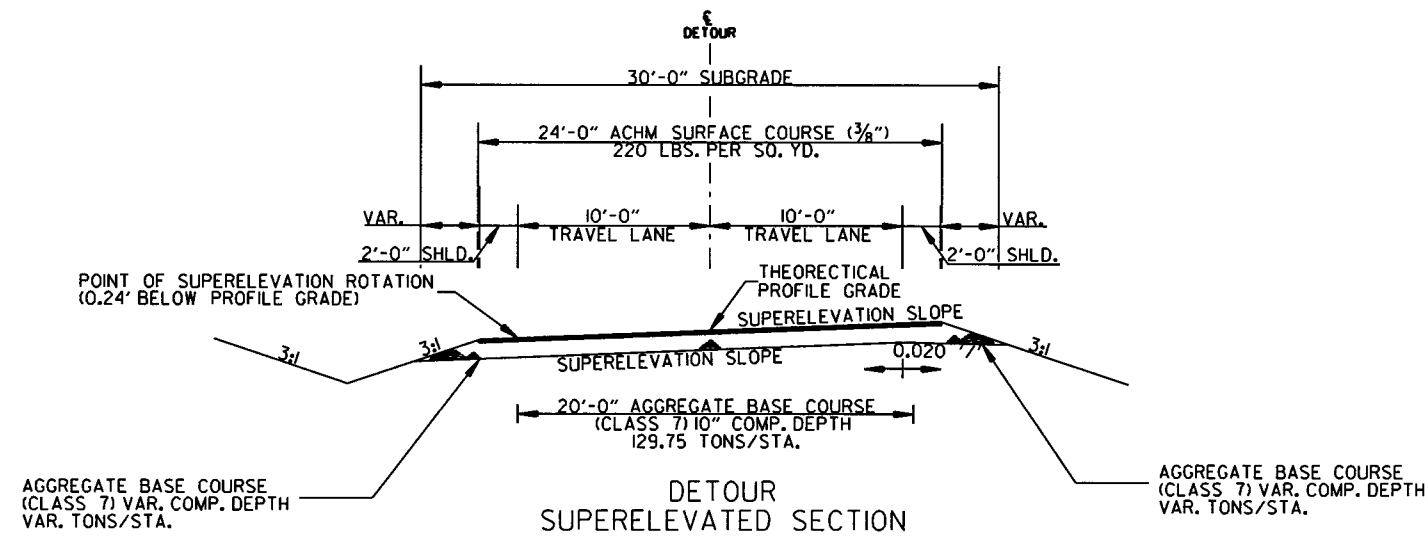 ℄
DETOUR
30'-0" SUBGRADE
24'-0" ACHM SURFACE COURSE (3/8")
220 LBS. PER SQ. YD.
VAR.
10'-0"
TRAVEL LANE
10'-0"
TRAVEL LANE
VAR.
2'-0" SHLD.
2'-0" SHLD.
POINT OF SUPERELEVATION ROTATION
(0.24' BELOW PROFILE GRADE)
THEORECTICAL
PROFILE GRADE
SUPERELEVATION SLOPE
3:1
3:1
SUPERELEVATION SLOPE
0.020
3:1
20'-0" AGGREGATE BASE COURSE
(CLASS 7) 10" COMP. DEPTH
129.75 TONS/STA.
AGGREGATE BASE COURSE
(CLASS 7) VAR. COMP. DEPTH
VAR. TONS/STA.
AGGREGATE BASE COURSE
(CLASS 7) VAR. COMP. DEPTH
VAR. TONS/STA.
DETOUR
SUPERELEVATED SECTION